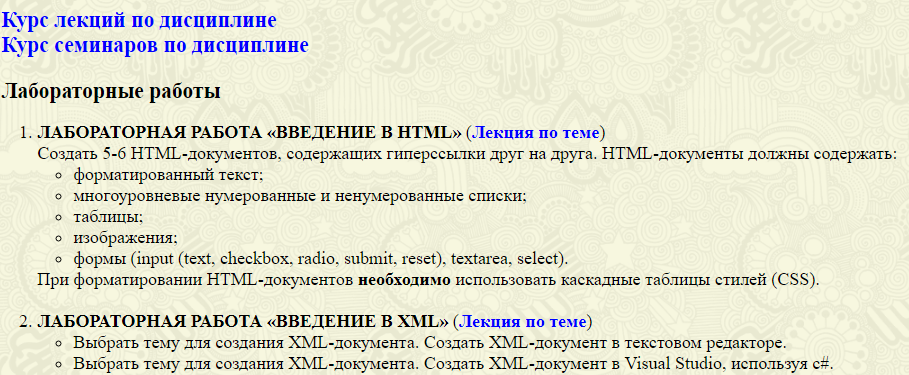 Курс лекций по дисциплине
Курс семинаров по дисциплине
Лабораторные работы
1. ЛАБОРАТОРНАЯ РАБОТА «ВВЕДЕНИЕ В HTML» (Лекция по теме)
Создать 5-6 HTML-документов, содержащих гиперссылки друг на друга. HTML-документы должны содержать:
форматированный текст;
многоуровневые нумерованные и ненумерованные списки;
таблицы;
изображения;
формы (input (text, checkbox, radio, submit, reset), textarea, select).
При форматировании HTML-документов необходимо использовать каскадные таблицы стилей (CSS).
2. ЛАБОРАТОРНАЯ РАБОТА «ВВЕДЕНИЕ В XML» (Лекция по теме)
Выбрать тему для создания XML-документа. Создать XML-документ в текстовом редакторе.
Выбрать тему для создания XML-документа. Создать XML-документ в Visual Studio, используя c#.